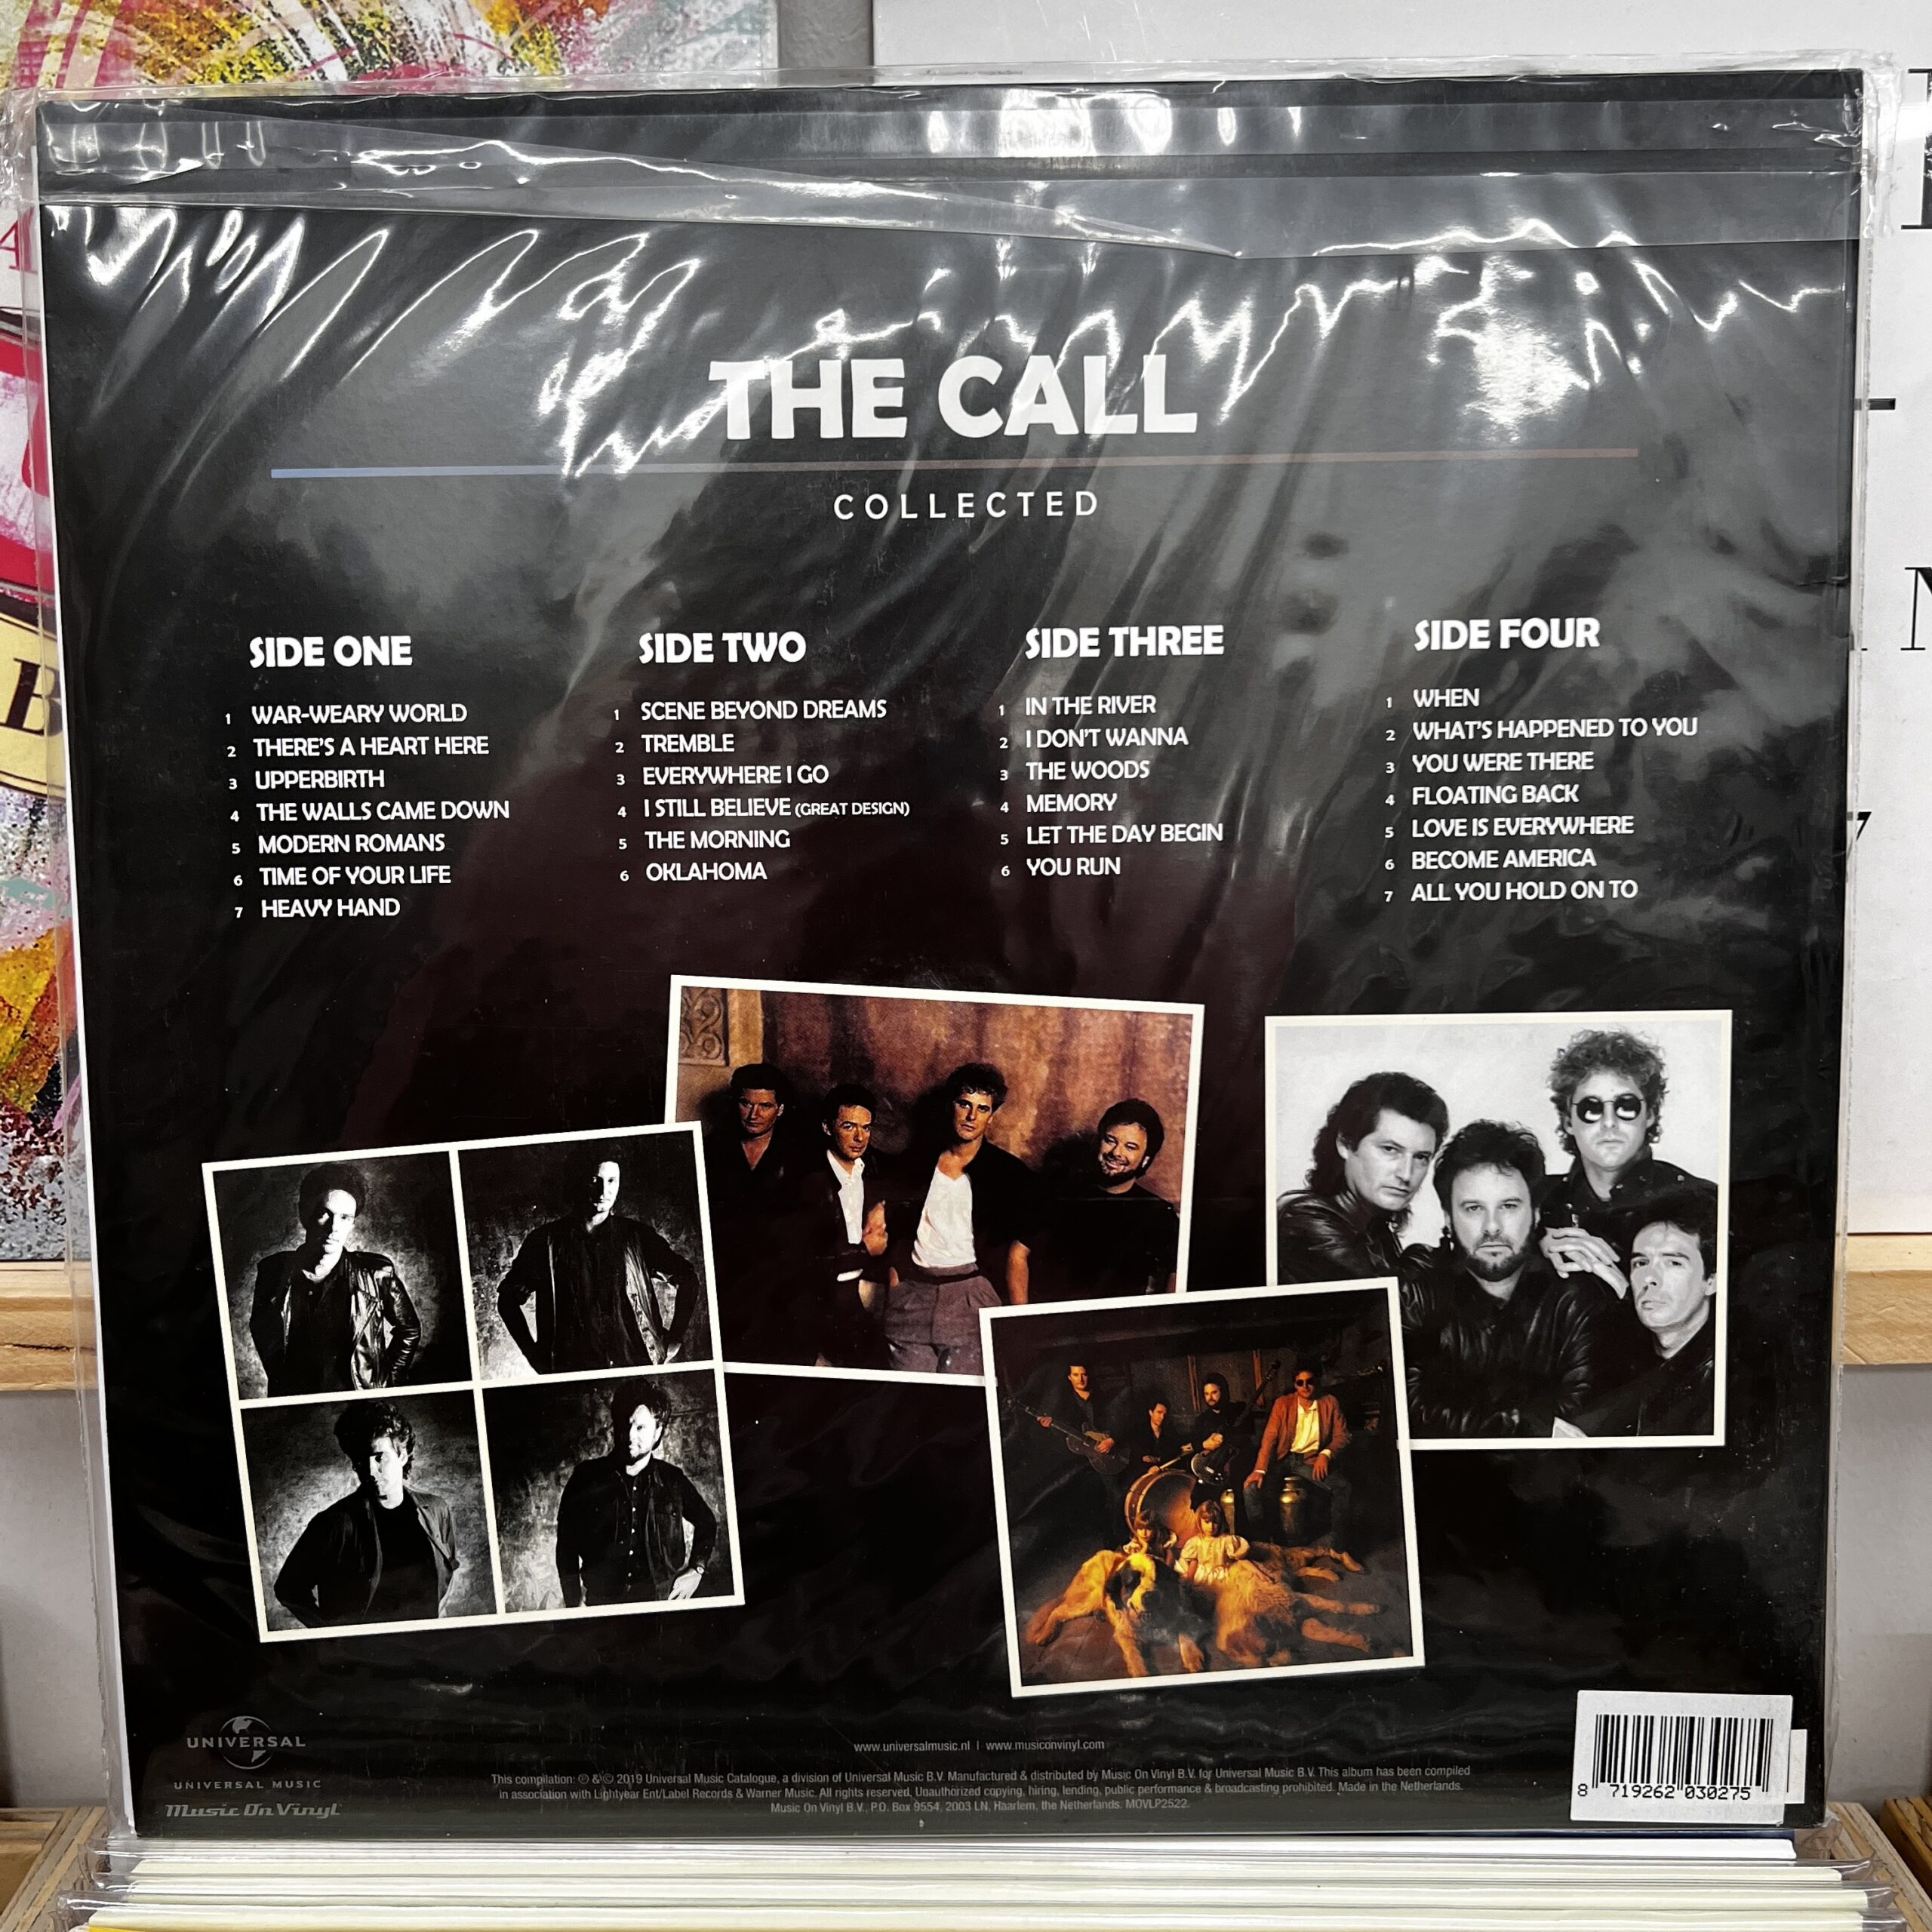 THE CALL
COLLECTED
SIDE ONE
1 WAR-WEARY WORLD
2 THERE'S A HEART HERE
3 UPPERBIRTH
4 THE WALLS CAME DOWN
5 MODERN ROMANS
6 TIME OF YOUR LIFE
7 HEAVY HAND
SIDE TWO
1 SCENE BEYOND DREAMS
2 TREMBLE
3 EVERYWHERE I GO
4 I STILL BELIEVE (GREAT DESIGN)
5 THE MORNING
6 OKLAHOMA
SIDE THREE
1 IN THE RIVER
2 I DON'T WANNA
3 THE WOODS
4 MEMORY
5 LET THE DAY BEGIN
6 YOU RUN
SIDE FOUR
1 WHEN
2 WHAT'S HAPPENED TO YOU
3 YOU WERE THERE
4 FLOATING BACK
5 LOVE IS EVERYWHERE
6 BECOME AMERICA
7 ALL YOU HOLD ON TO
UNIVERSAL
UNIVERSAL MUSIC
Music On Vinyl
www.universalmusic.nl | www.musiconvinyl.com
This compilation: ℗ & © 2019 Universal Music Catalogue, a division of Universal Music B.V. Manufactured & distributed by Music On Vinyl B.V. for Universal Music B.V. This album has been compiled
in association with Lightyear Ent/Label Records & Warner Music. All rights reserved. Unauthorized copying, hiring, lending, public performance & broadcasting prohibited. Made in the Netherlands.
Music On Vinyl B.V., P.O. Box 9554, 2003 LN, Haarlem, the Netherlands. MOVLP2522.
8 719262 030275